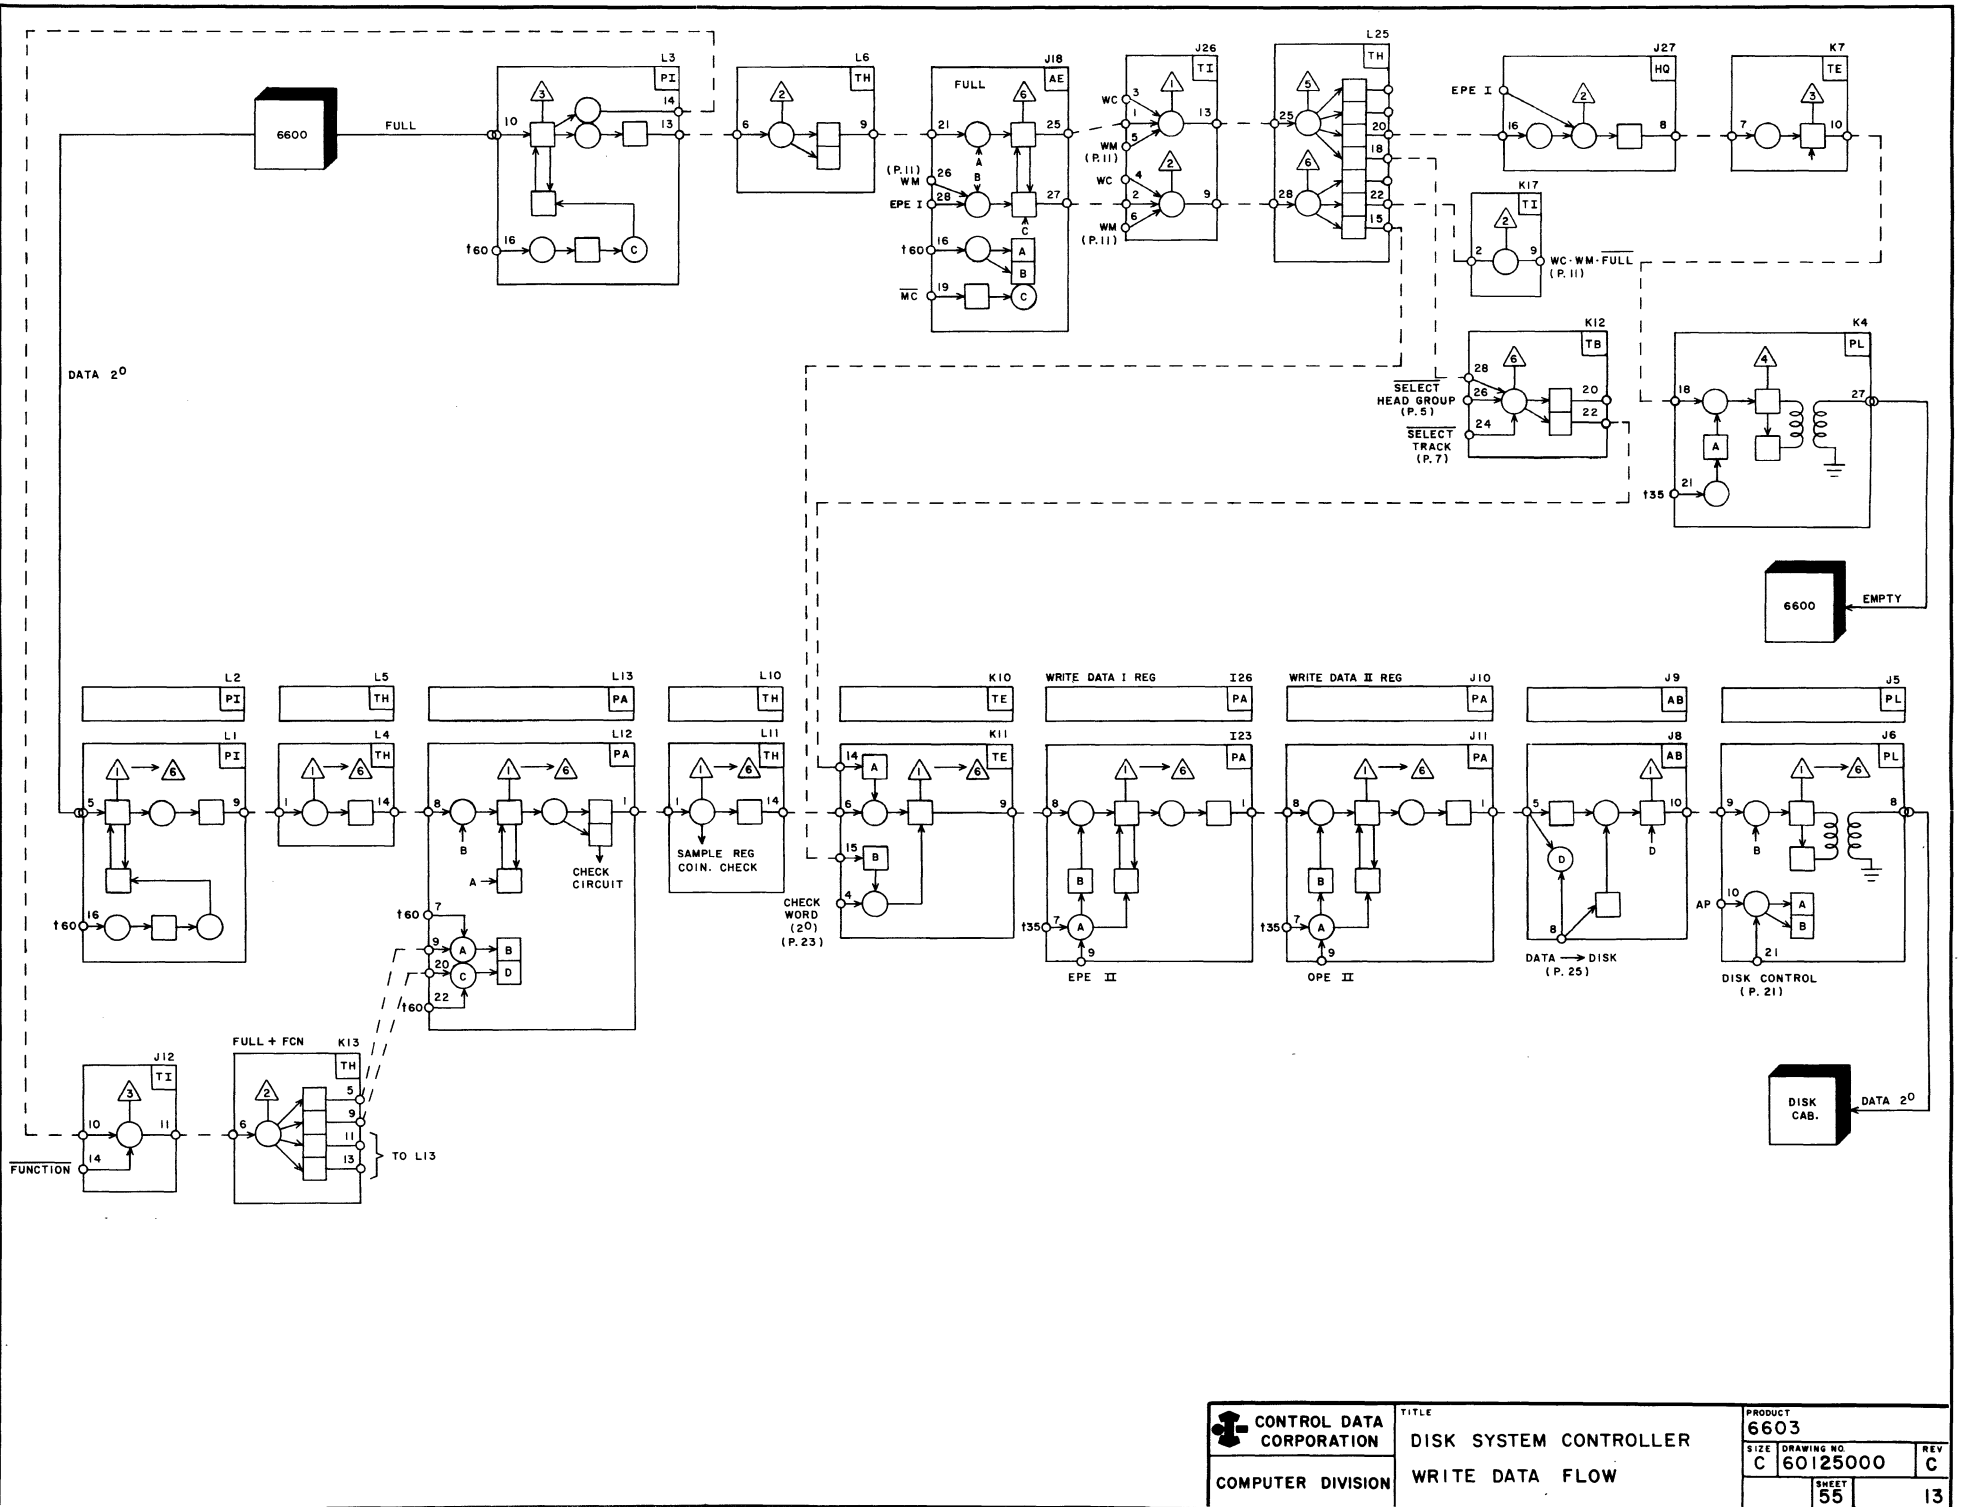 L3
PI
3
14
10
13
16
t60
C
6600
FULL
L6
TH
2
6
9
J18
AE
FULL
6
21
25
A
B
(P.11)
WM
26
EPE I
28
27
C
t60
16
A
B
MC
19
C
J26
TI
WC
3
1
1
13
5
WM
(P.11)
2
WC
4
2
9
6
WM
(P.11)
L25
TH
5
25
20
18
6
28
22
15
J27
HQ
EPE I
2
16
8
K7
TE
3
7
10
K17
TI
2
2
9
WC·WM·FULL
(P.11)
K12
TB
6
28
SELECT
HEAD GROUP
(P.5)
26
20
22
24
SELECT
TRACK
(P.7)
K4
PL
4
18
27
A
21
t35
DATA 2⁰
6600
EMPTY
L2
PI
L5
TH
L13
PA
L10
TH
K10
TE
WRITE DATA I REG
I26
PA
WRITE DATA II REG
J10
PA
J9
AB
J5
PL
L1
PI
1
6
5
9
16
t60
L4
TH
1
6
1
14
L12
PA
1
6
8
1
B
A
CHECK
CIRCUIT
7
t60
9
A
B
20
C
D
22
t60
L11
TH
1
6
1
14
SAMPLE REG
COIN. CHECK
K11
TE
14
A
1
6
6
9
15
B
4
CHECK
WORD
(2⁰)
(P.23)
I23
PA
1
6
8
1
B
7
t35
A
9
EPE II
J11
PA
1
6
8
1
B
7
t35
A
9
OPE II
J8
AB
1
5
10
D
D
8
DATA → DISK
(P.25)
J6
PL
1
6
9
8
B
10
AP
A
B
21
DISK CONTROL
(P.21)
J12
TI
3
10
11
14
FUNCTION
FULL + FCN
K13
TH
2
5
6
9
11
13
TO L13
DISK
CAB.
DATA 2⁰
CONTROL DATA
CORPORATION
COMPUTER DIVISION
TITLE
DISK SYSTEM CONTROLLER
WRITE DATA FLOW
PRODUCT
6603
SIZE
C
DRAWING NO.
60125000
REV
C
SHEET
55
13